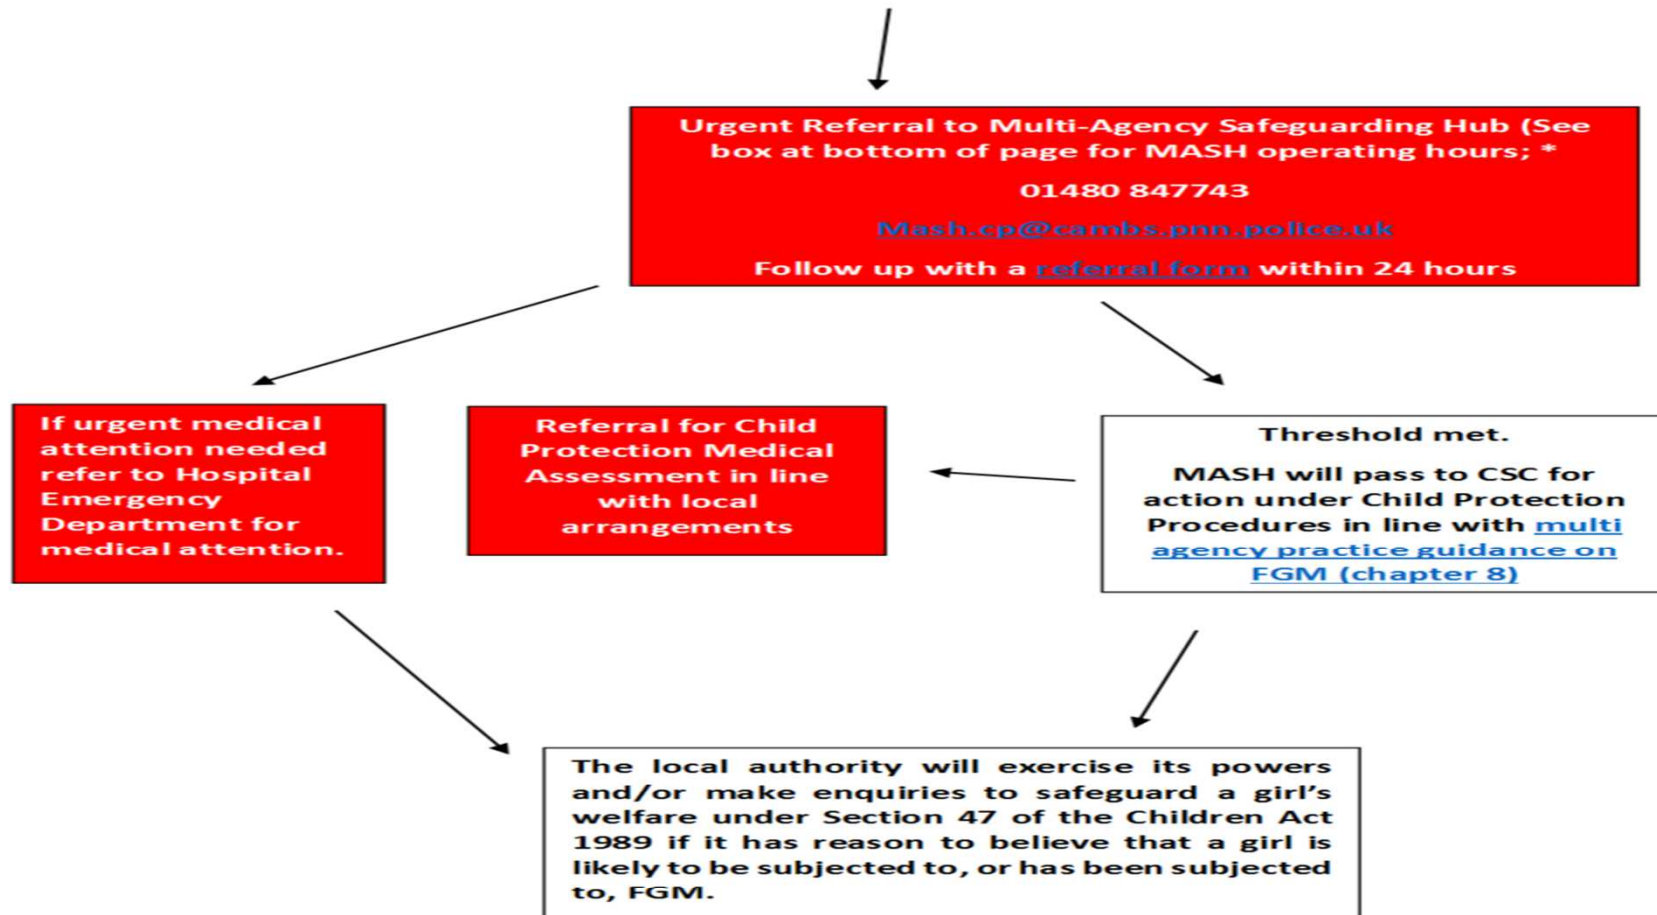 Urgent Referral to Multi-Agency Safeguarding Hub (See
box at bottom of page for MASH operating hours; *
01480 847743
Mash.cp@cambs.pnn.police.uk
Follow up with a referral form within 24 hours
If urgent medical
attention needed
refer to Hospital
Emergency
Department for
medical attention.
Referral for Child
Protection Medical
Assessment in line
with local
arrangements
Threshold met.
MASH will pass to CSC for
action under Child Protection
Procedures in line with multi
agency practice guidance on
FGM (chapter 8)
The local authority will exercise its powers
and/or make enquiries to safeguard a girl’s
welfare under Section 47 of the Children Act
1989 if it has reason to believe that a girl is
likely to be subjected to, or has been subjected
to, FGM.